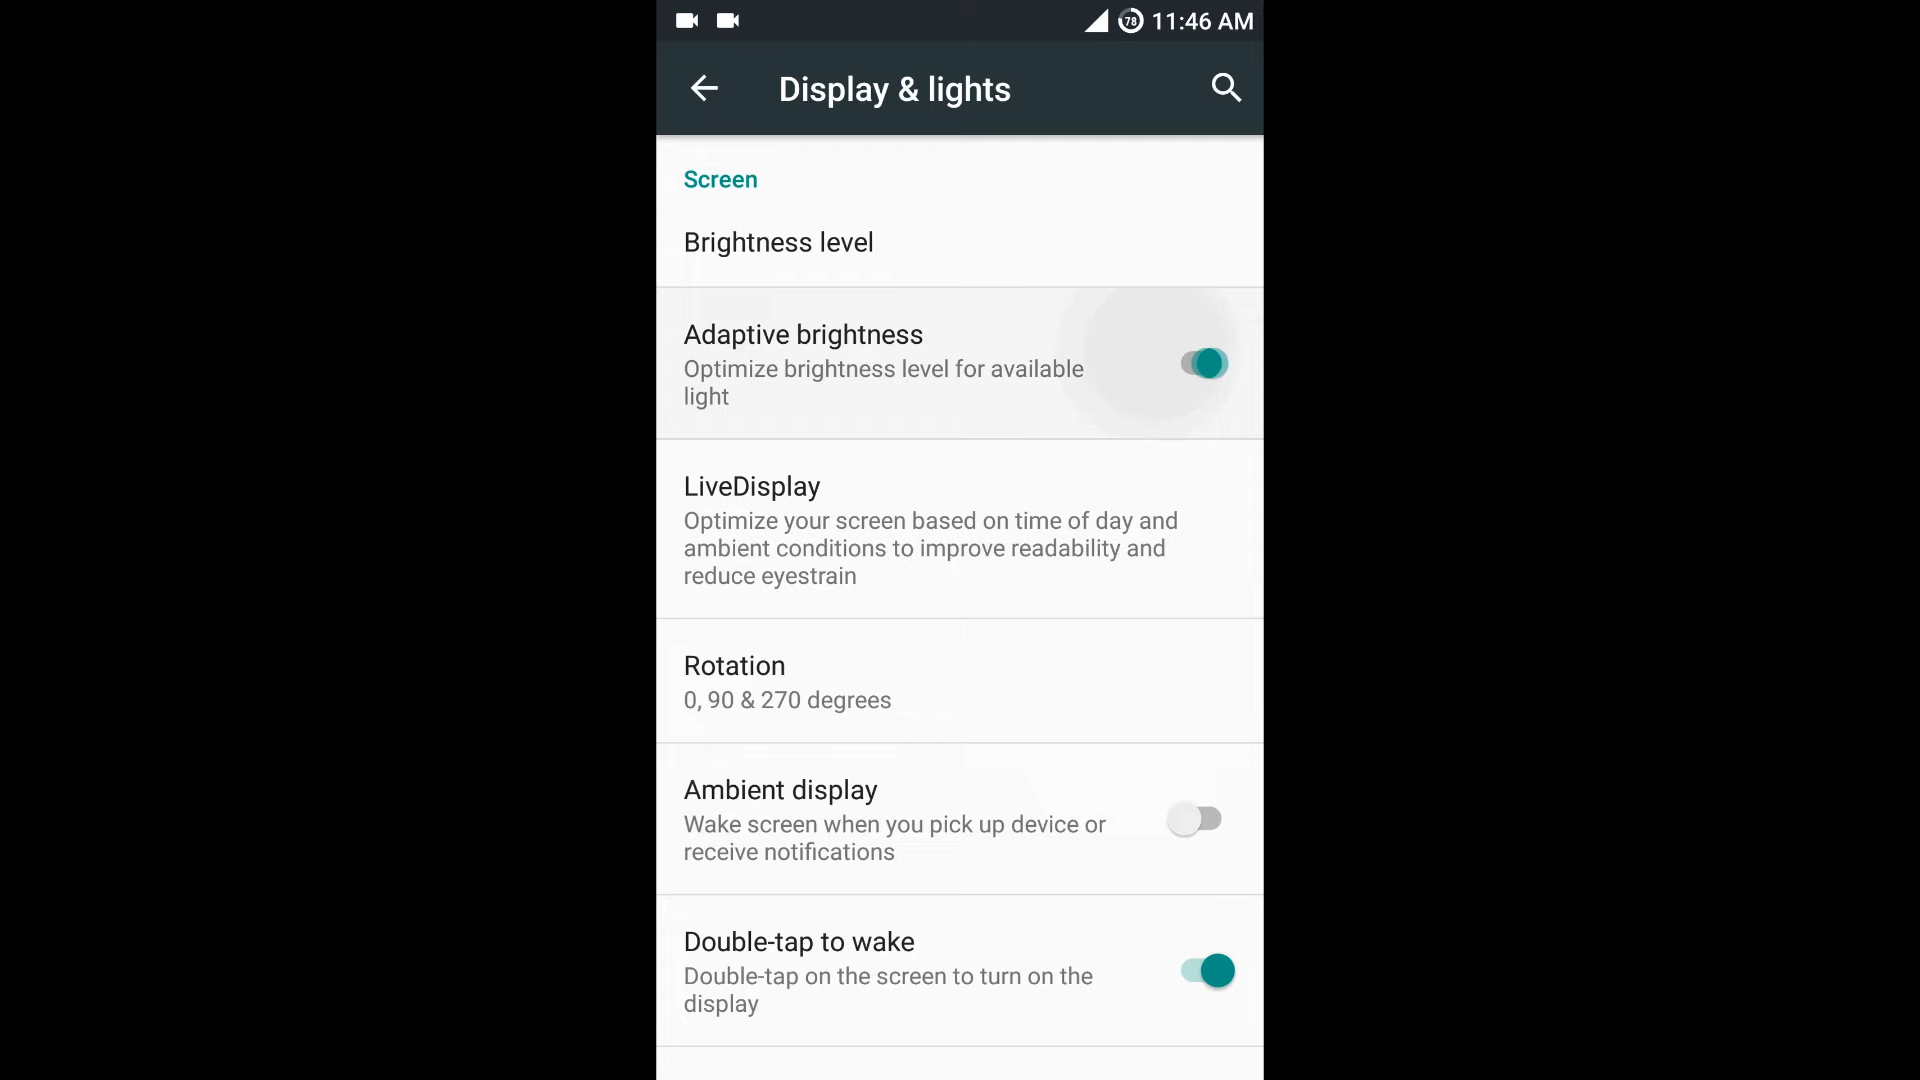 78 11:46 AM
Display & lights
Screen
Brightness level
Adaptive brightness
Optimize brightness level for available
light
LiveDisplay
Optimize your screen based on time of day and
ambient conditions to improve readability and
reduce eyestrain
Rotation
0, 90 & 270 degrees
Ambient display
Wake screen when you pick up device or
receive notifications
Double-tap to wake
Double-tap on the screen to turn on the
display